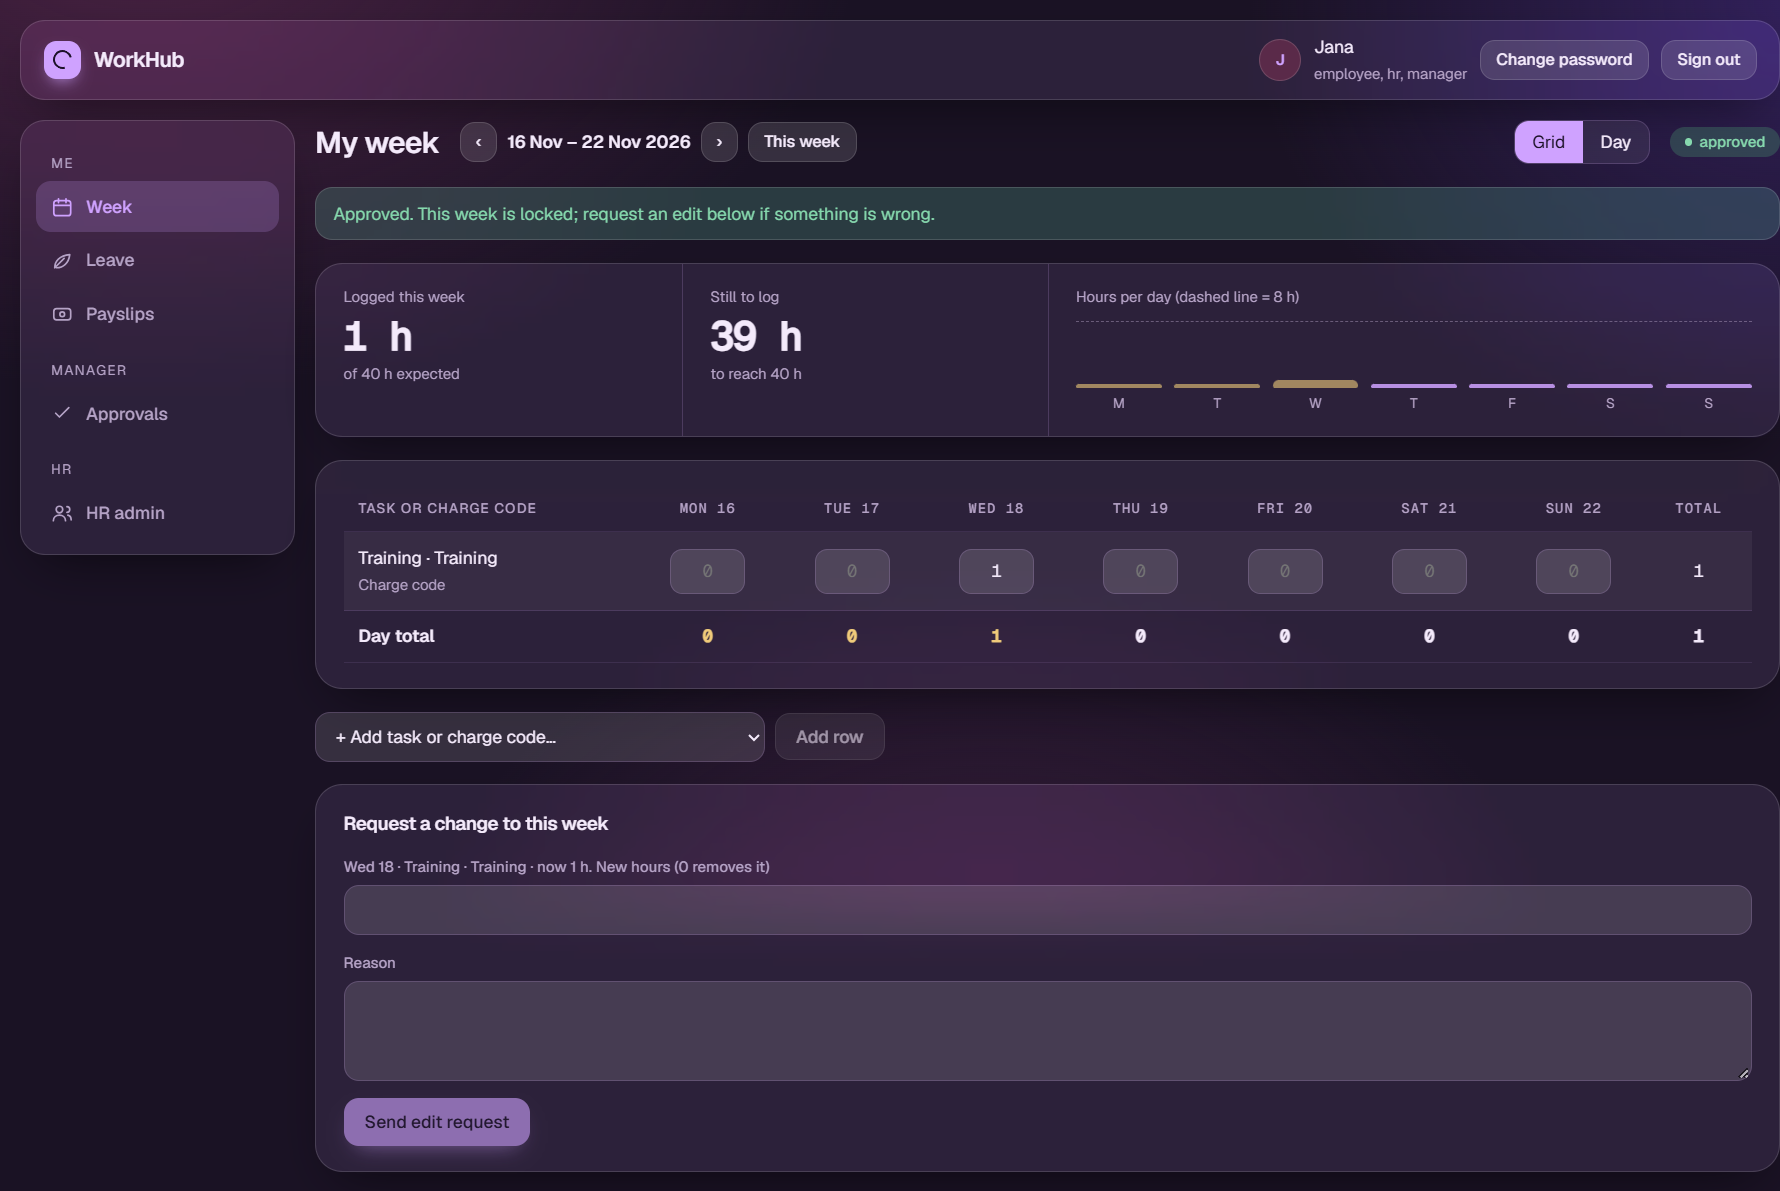 WorkHub
J
Jana
employee, hr, manager
Change password
Sign out
ME
Week
Leave
Payslips
MANAGER
Approvals
HR
HR admin
My week
‹
16 Nov – 22 Nov 2026
›
This week
Grid
Day
approved
Approved. This week is locked; request an edit below if something is wrong.
Logged this week
1 h
of 40 h expected
Still to log
39 h
to reach 40 h
Hours per day (dashed line = 8 h)
M T W T F S S
TASK OR CHARGE CODE MON 16 TUE 17 WED 18 THU 19 FRI 20 SAT 21 SUN 22 TOTAL
Training · Training
Charge code
0 0 1 0 0 0 0 1
Day total 0 0 1 0 0 0 0 1
+ Add task or charge code...
Add row
Request a change to this week
Wed 18 · Training · Training · now 1 h. New hours (0 removes it)
Reason
Send edit request